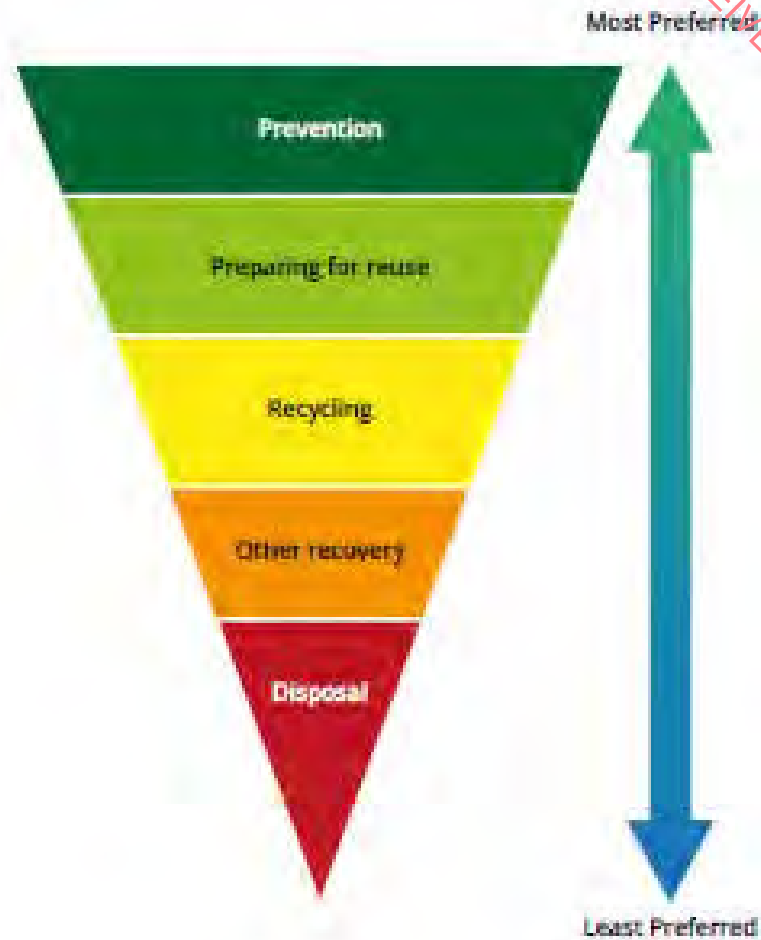 Most Preferred
Prevention
Preparing for reuse
Recycling
Other recovery
Disposal
Least Preferred